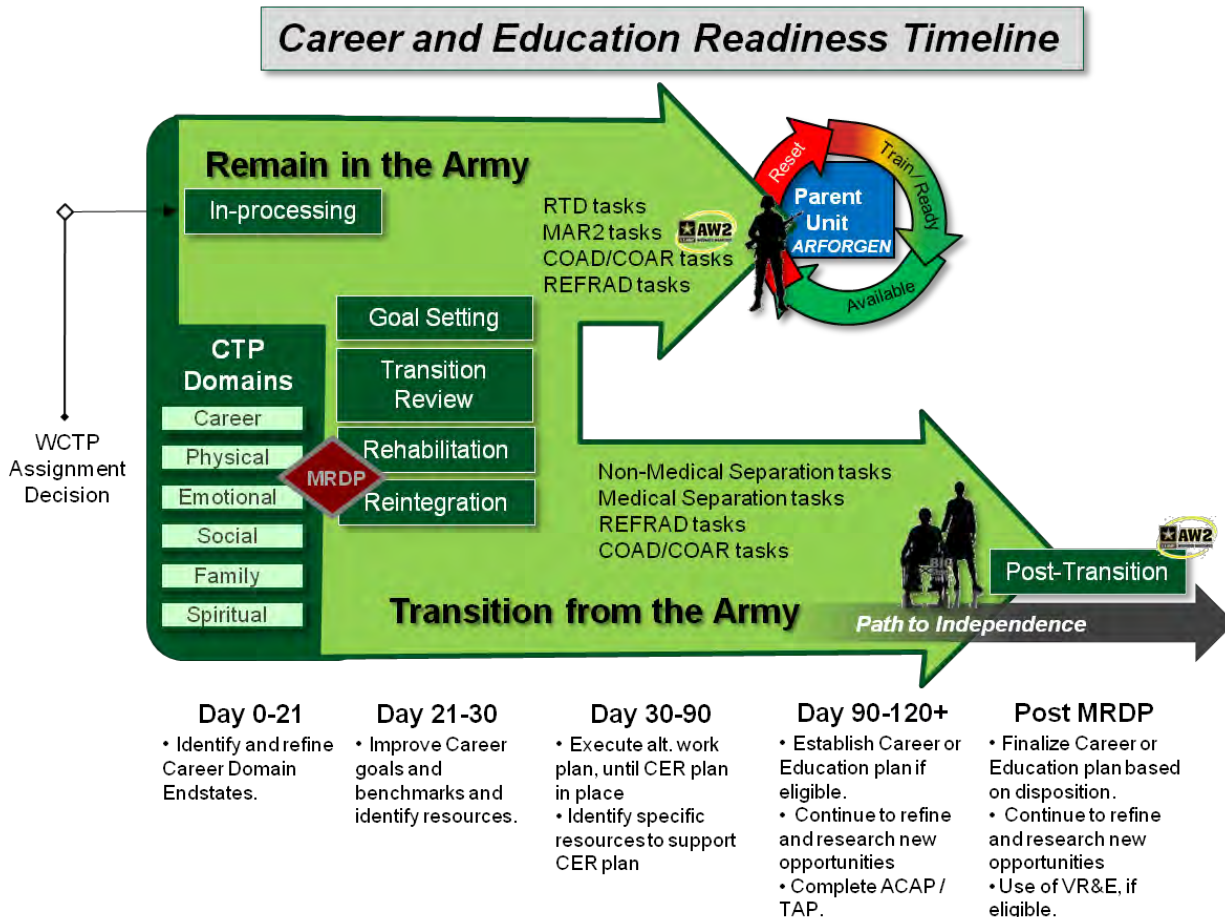 Career and Education Readiness Timeline
Remain in the Army
In-processing
RTD tasks
MAR2 tasks
COAD/COAR tasks
REFRAD tasks
AW2
Reset
Train / Ready
Available
Parent
Unit
ARFORGEN
WCTP
Assignment
Decision
CTP
Domains
Career
Physical
Emotional
Social
Family
Spiritual
MRDP
Goal Setting
Transition
Review
Rehabilitation
Reintegration
Non-Medical Separation tasks
Medical Separation tasks
REFRAD tasks
COAD/COAR tasks
AW2
Post-Transition
Transition from the Army
Path to Independence
Day 0-21
• Identify and refine
Career Domain
Endstates.
Day 21-30
• Improve Career
goals and
benchmarks and
identify resources.
Day 30-90
• Execute alt. work
plan, until CER plan
in place
• Identify specific
resources to support
CER plan
Day 90-120+
• Establish Career or
Education plan if
eligible.
• Continue to refine
and research new
opportunities
• Complete ACAP /
TAP.
Post MRDP
• Finalize Career or
Education plan based
on disposition.
• Continue to refine
and research new
opportunities
• Use of VR&E, if
eligible.